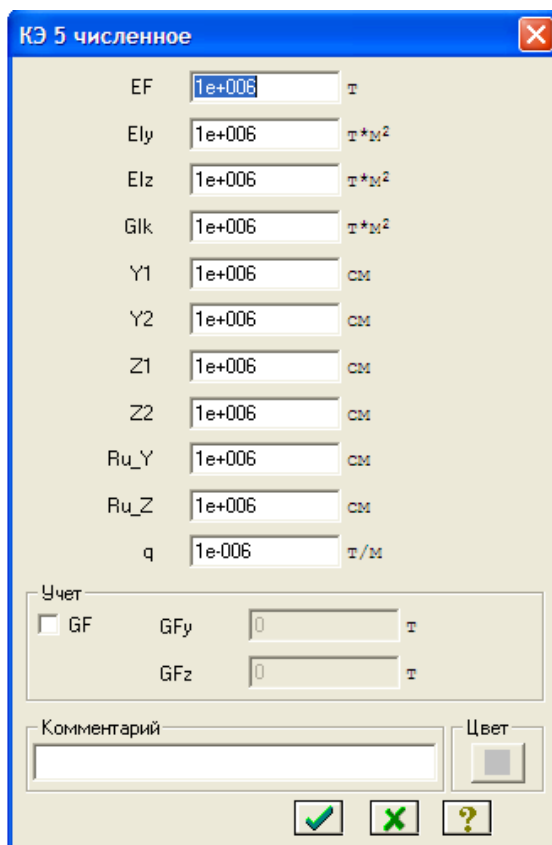 КЭ 5 численное
EF 1e+006 т
EIy 1e+006 т*м²
EIz 1e+006 т*м²
GIk 1e+006 т*м²
Y1 1e+006 см
Y2 1e+006 см
Z1 1e+006 см
Z2 1e+006 см
Ru_Y 1e+006 см
Ru_Z 1e+006 см
q 1e-006 т/м
Учет
GF GFy 0 т
GFz 0 т
Комментарий Цвет
?